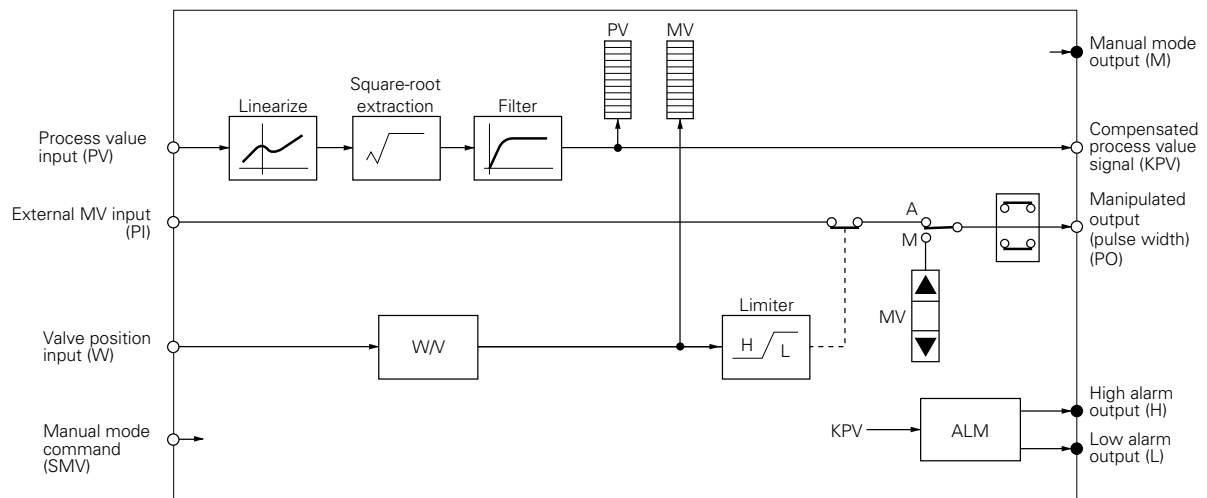 PV
MV
Manual mode
output (M)
Linearize
Square-root
extraction
Filter
Process value
input (PV)
Compensated
process value
signal (KPV)
External MV input
(PI)
A
M
Manipulated
output
(pulse width)
(PO)
MV
Limiter
H
L
Valve position
input (W)
W/V
Manual mode
command
(SMV)
KPV
ALM
High alarm
output (H)
Low alarm
output (L)